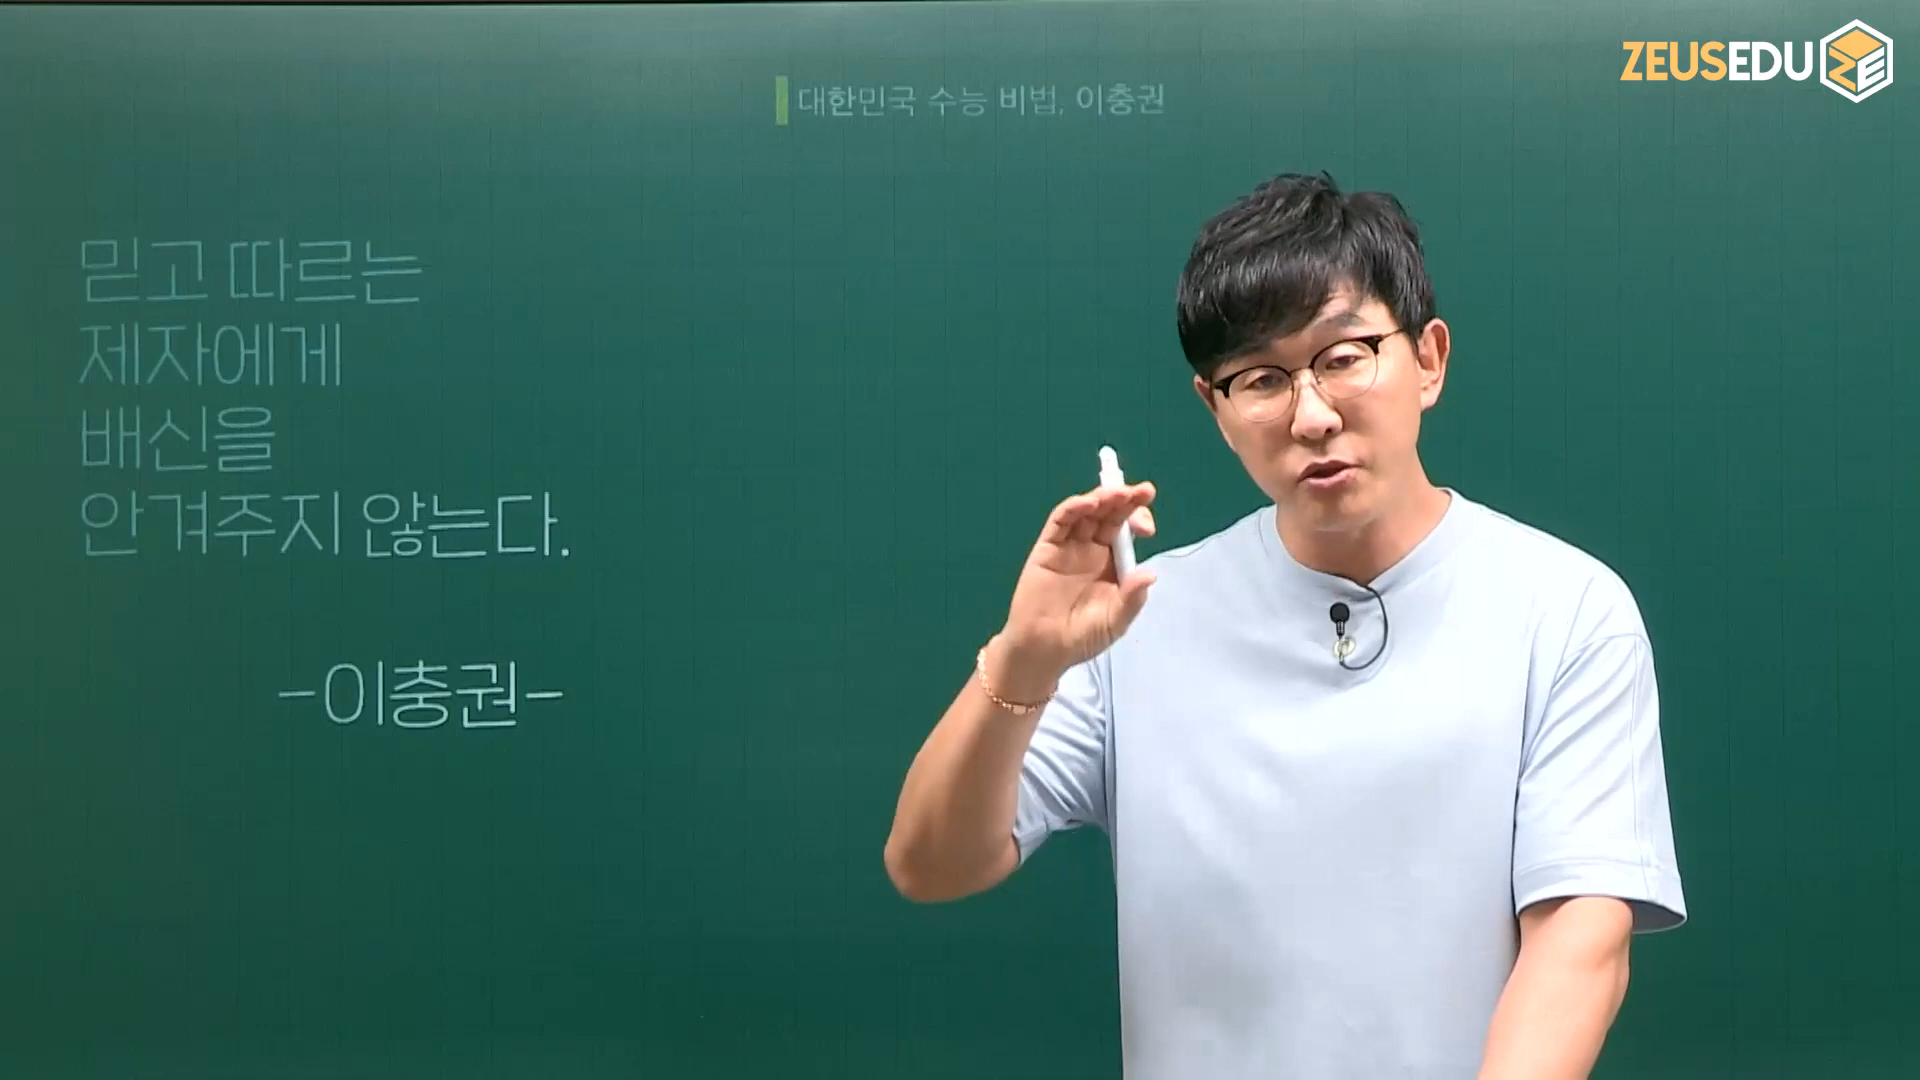 ZEUSEDU
대한민국 수능 비법, 이충권
믿고 따르는
제자에게
배신을
안겨주지 않는다.
-이충권-